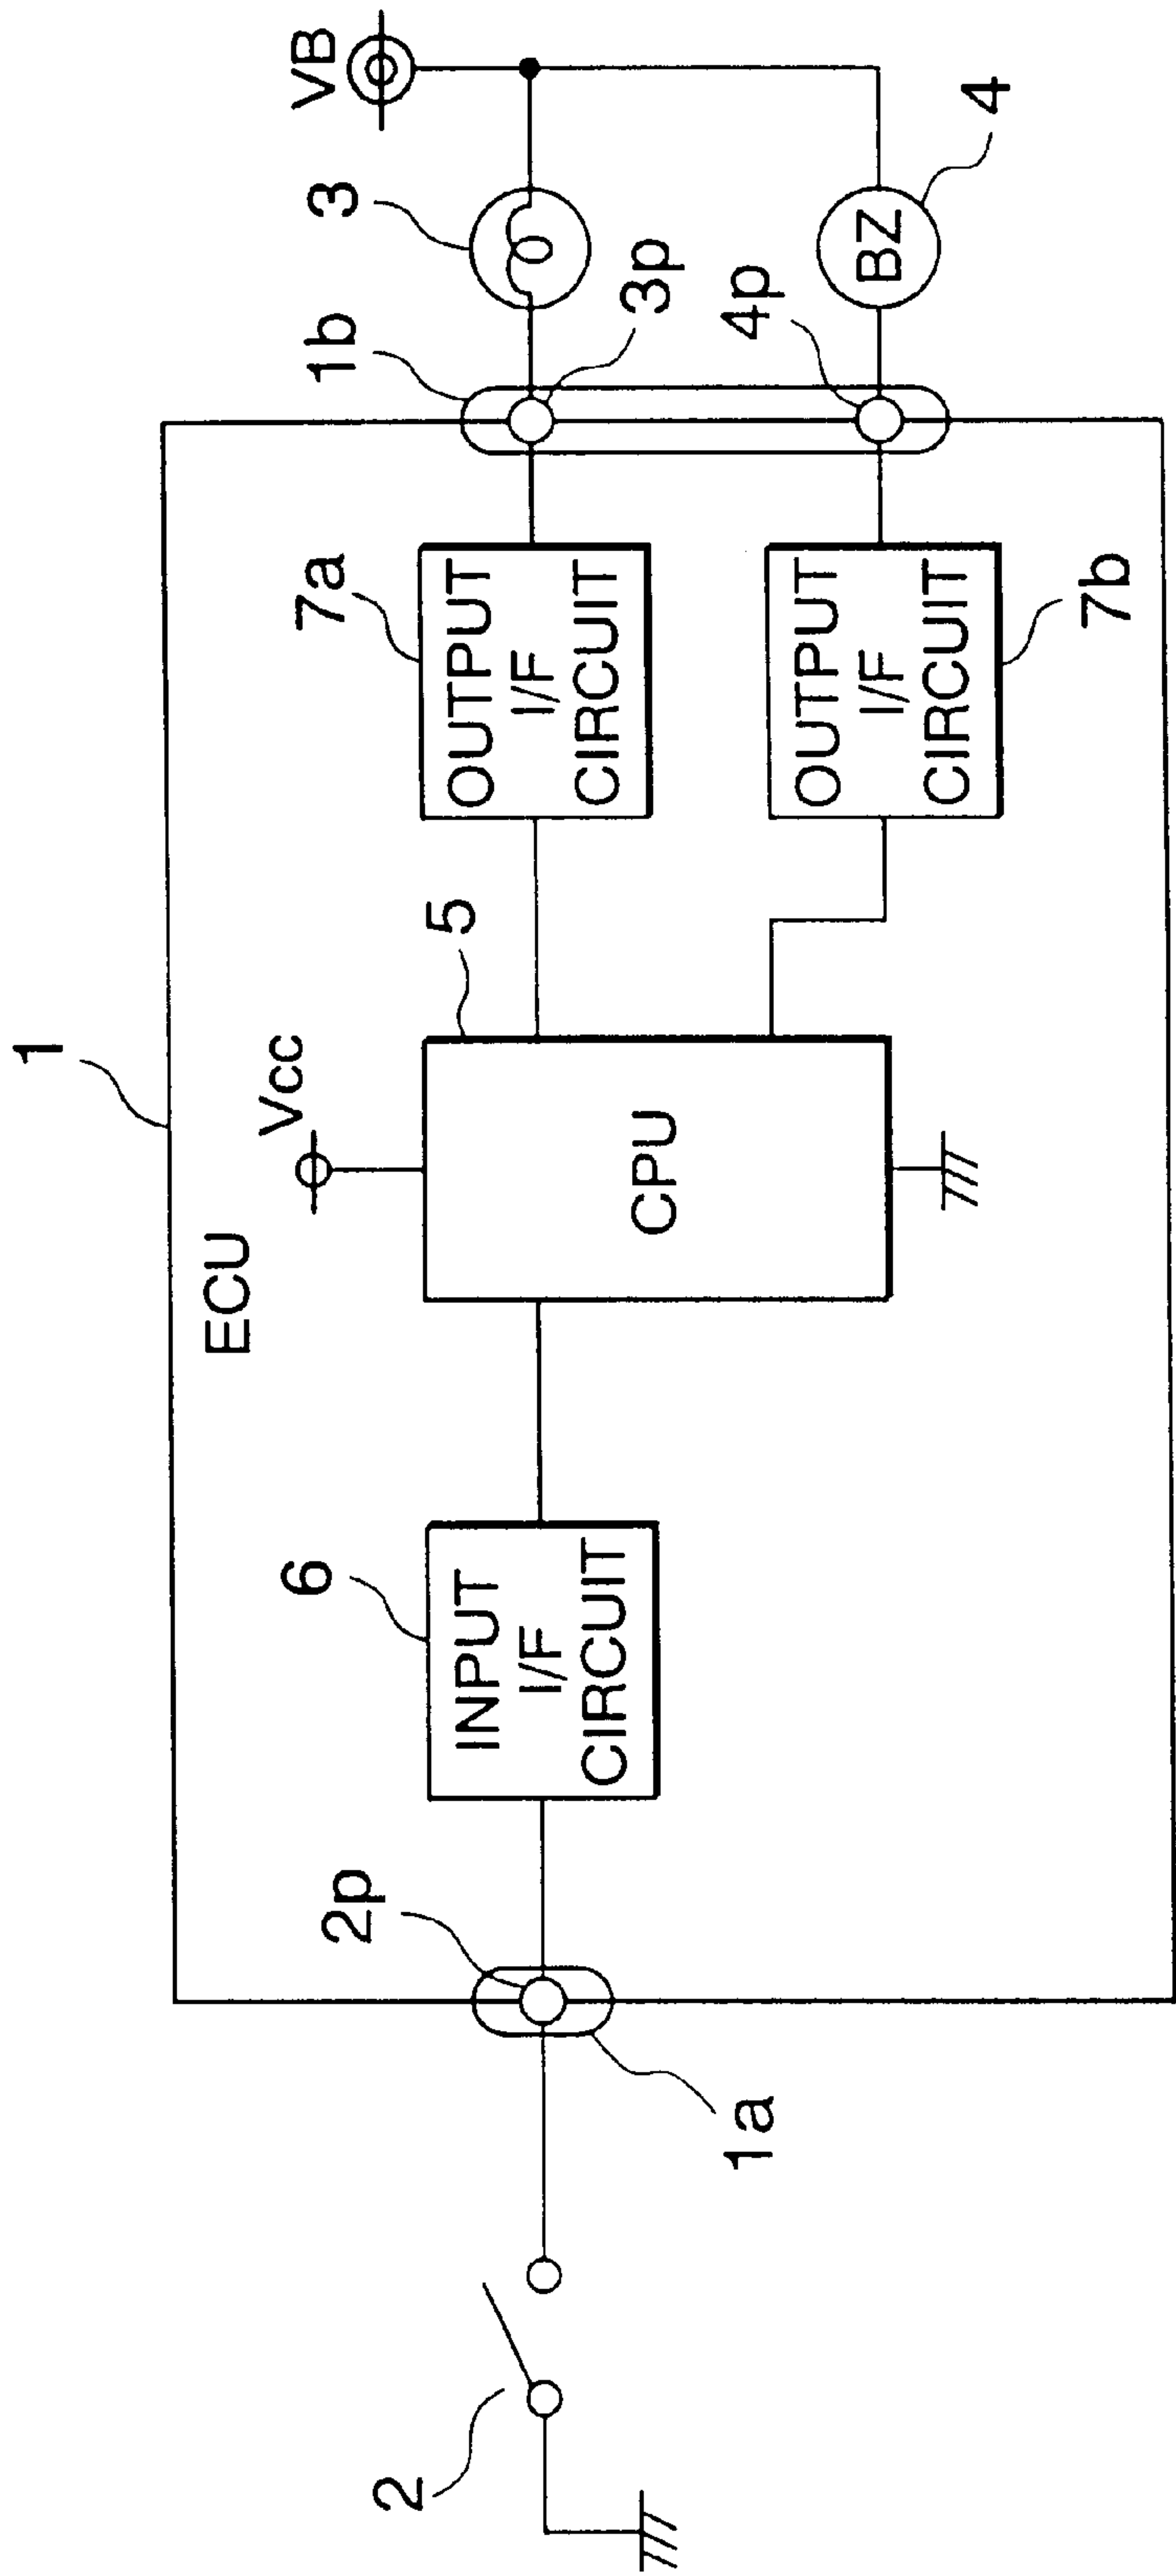 1
ECU
Vcc
VB
3
1b
3p
4p
BZ
4
7a
OUTPUT
I/F
CIRCUIT
OUTPUT
I/F
CIRCUIT
7b
5
CPU
6
INPUT
I/F
CIRCUIT
2p
1a
2